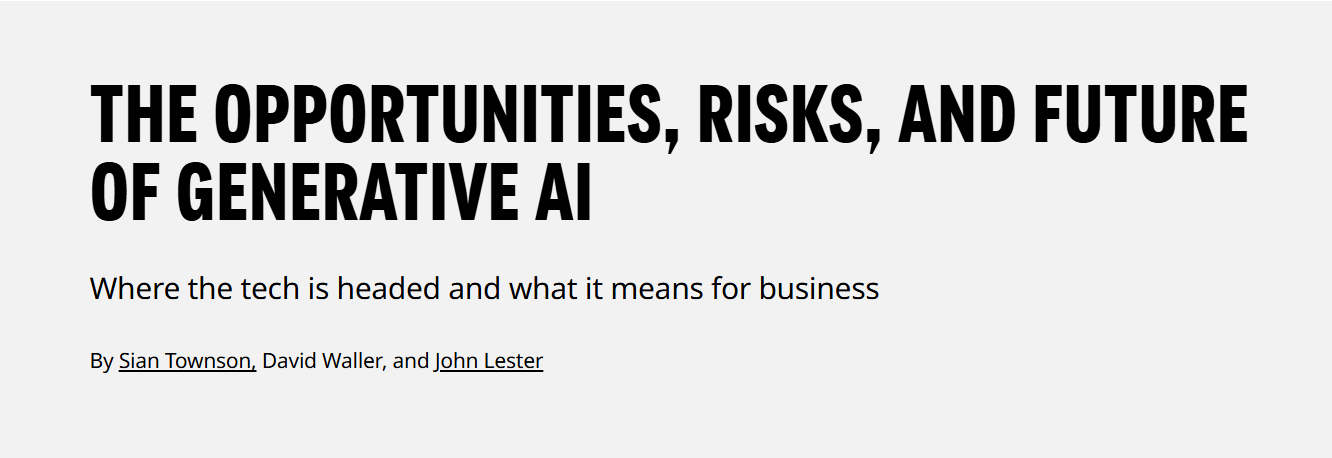 THE OPPORTUNITIES, RISKS, AND FUTURE
OF GENERATIVE AI
Where the tech is headed and what it means for business
By Sian Townson, David Waller, and John Lester